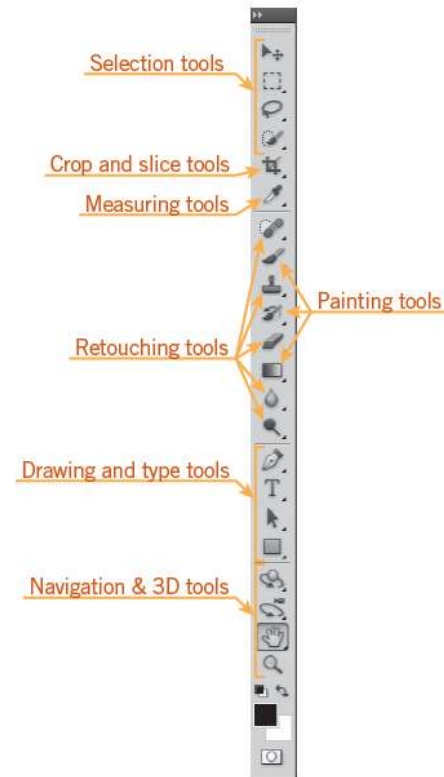 Selection tools
Crop and slice tools
Measuring tools
Painting tools
Retouching tools
Drawing and type tools
T
Navigation & 3D tools